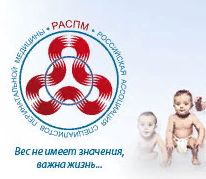 РАСПМ
РОССИЙСКАЯ АССОЦИАЦИЯ СПЕЦИАЛИСТОВ ПЕРИНАТАЛЬНОЙ МЕДИЦИНЫ
Вес не имеет значения,
важна жизнь...